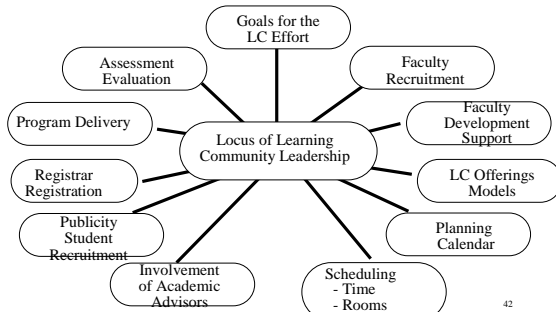 Goals for the
LC Effort
Assessment
Evaluation
Faculty
Recruitment
Program Delivery
Faculty
Development
Support
Locus of Learning
Community Leadership
Registrar
Registration
LC Offerings
Models
Publicity
Student
Recruitment
Planning
Calendar
Involvement
of Academic
Advisors
Scheduling
- Time
- Rooms
42